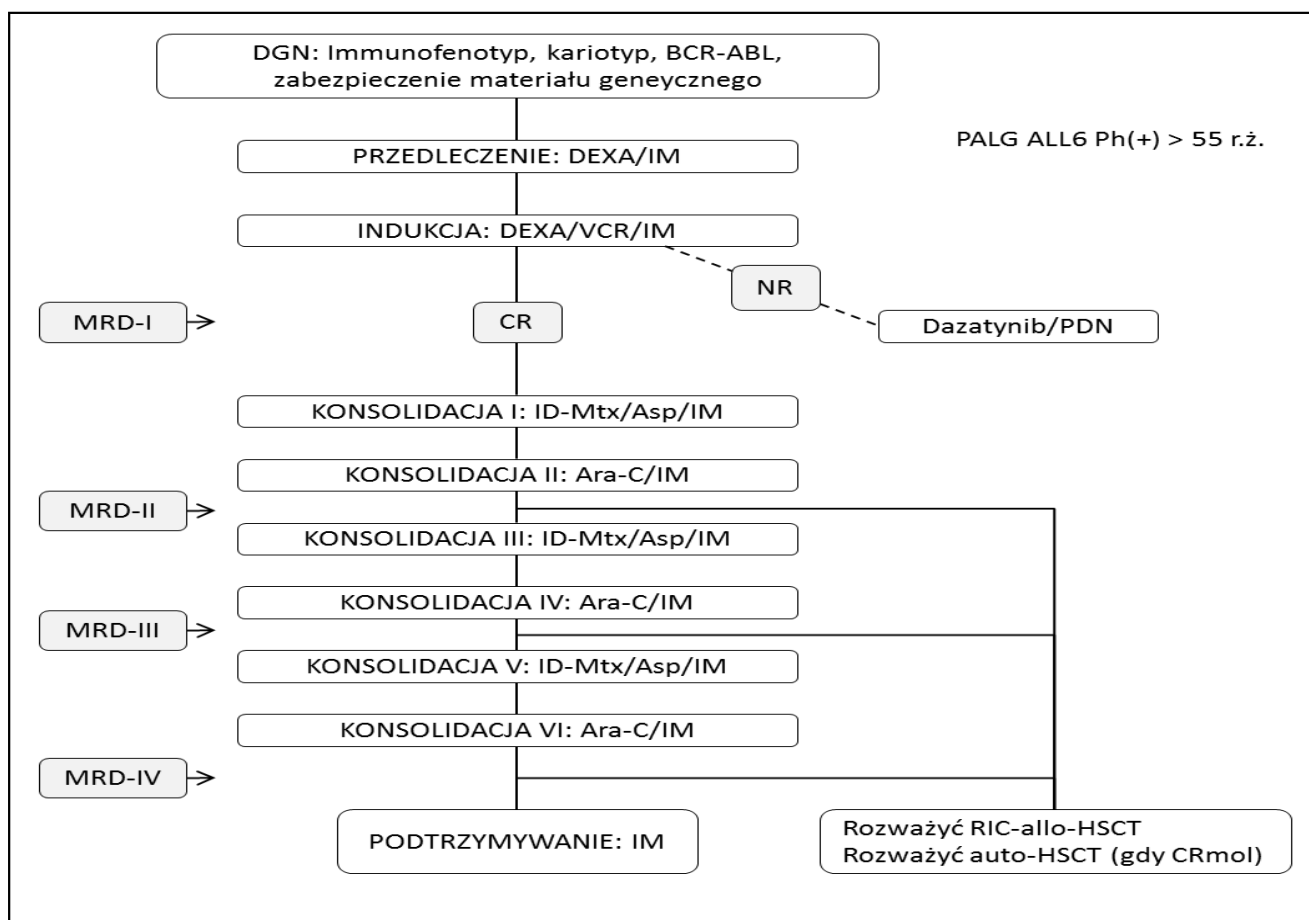 DGN: Immunofenotyp, kariotyp, BCR-ABL,
zabezpieczenie materiału geneycznego
PALG ALL6 Ph(+) > 55 r.ż.
PRZEDLECZENIE: DEXA/IM
INDUKCJA: DEXA/VCR/IM
NR
MRD-I
CR
Dazatynib/PDN
KONSOLIDACJA I: ID-Mtx/Asp/IM
KONSOLIDACJA II: Ara-C/IM
MRD-II
KONSOLIDACJA III: ID-Mtx/Asp/IM
KONSOLIDACJA IV: Ara-C/IM
MRD-III
KONSOLIDACJA V: ID-Mtx/Asp/IM
KONSOLIDACJA VI: Ara-C/IM
MRD-IV
PODTRZYMYWANIE: IM
Rozważyć RIC-allo-HSCT
Rozważyć auto-HSCT (gdy CRmol)